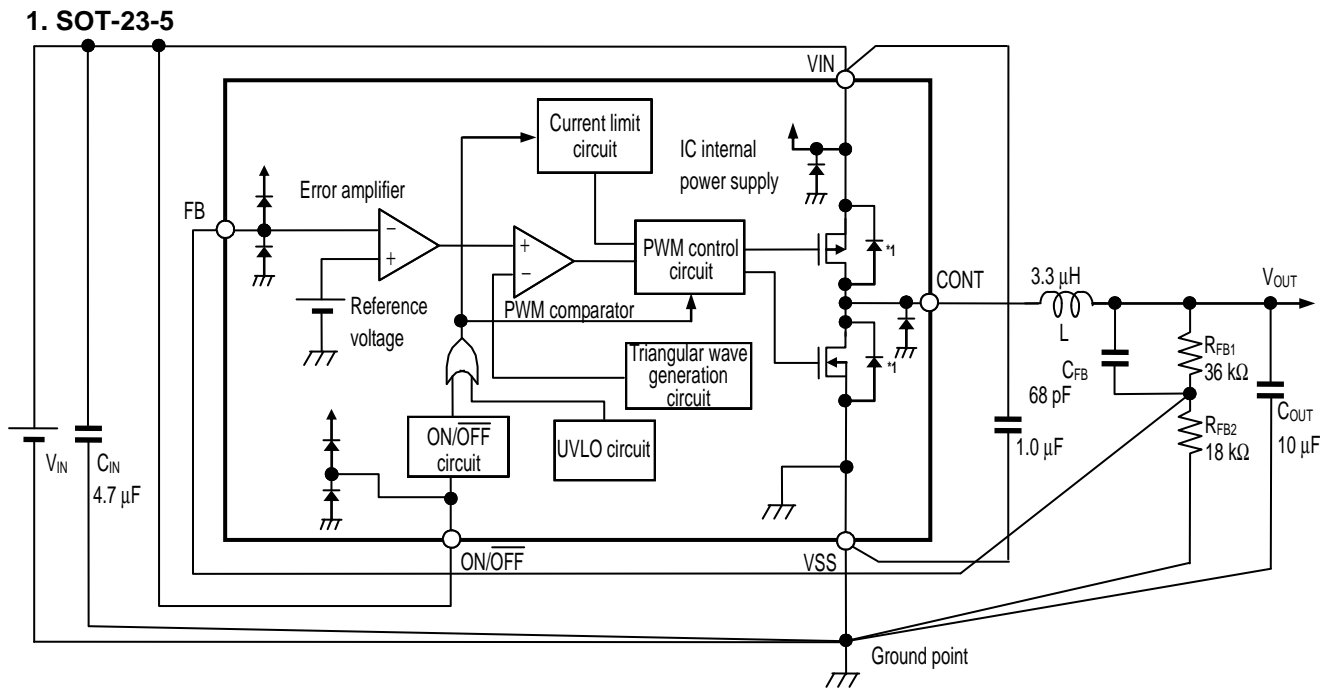 1. SOT-23-5
VIN
Current limit
circuit
IC internal
power supply
Error amplifier
FB
−
+
+
−
PWM control
circuit
*1
CONT
3.3 μH
L
VOUT
Reference
voltage
PWM comparator
Triangular wave
generation
circuit
*1
CFB
68 pF
RFB1
36 kΩ
RFB2
18 kΩ
COUT
10 μF
1.0 μF
ON/OFF
circuit
UVLO circuit
VIN
CIN
4.7 μF
ON/OFF
VSS
Ground point